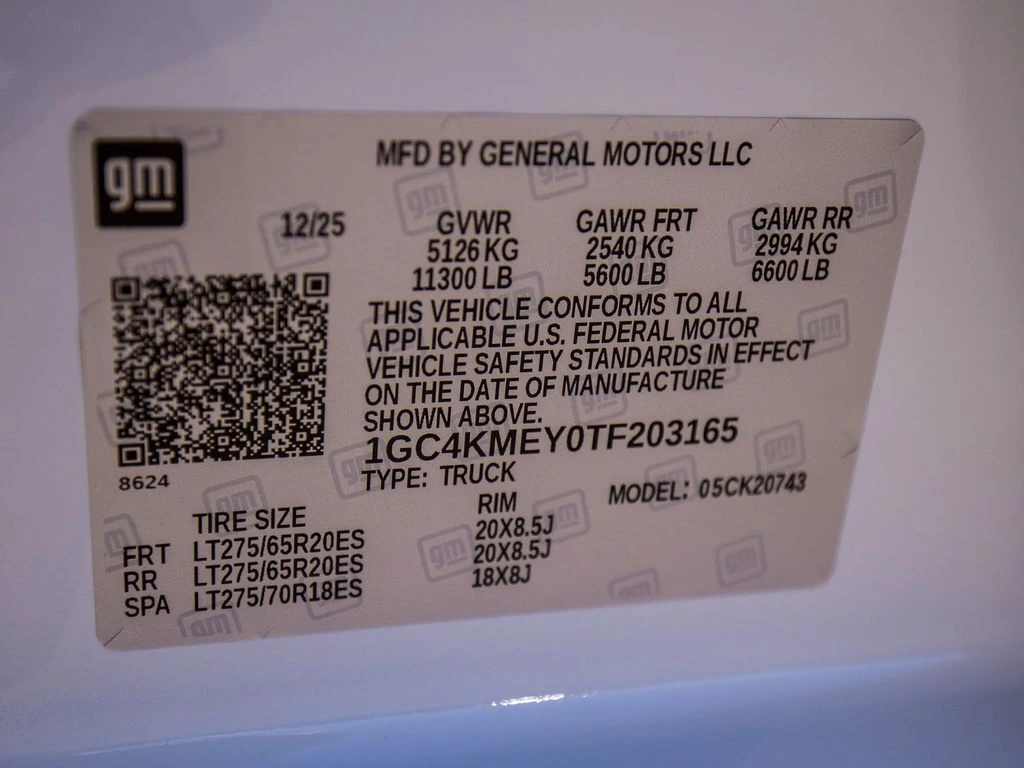 gm
MFD BY GENERAL MOTORS LLC
12/25 GVWR GAWR FRT GAWR RR
5126 KG 2540 KG 2994 KG
11300 LB 5600 LB 6600 LB
THIS VEHICLE CONFORMS TO ALL
APPLICABLE U.S. FEDERAL MOTOR
VEHICLE SAFETY STANDARDS IN EFFECT
ON THE DATE OF MANUFACTURE
SHOWN ABOVE.
1GC4KMEY0TF203165
8624
TYPE: TRUCK MODEL: 05CK20743
TIRE SIZE RIM
FRT LT275/65R20ES 20X8.5J
RR LT275/65R20ES 20X8.5J
SPA LT275/70R18ES 18X8J